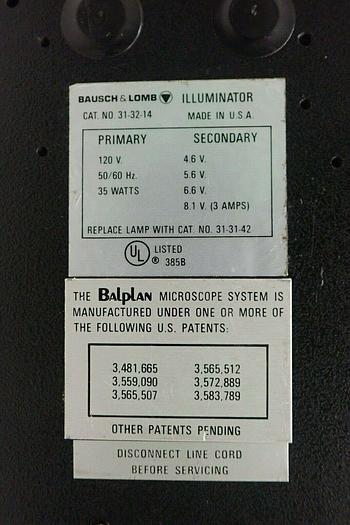 BAUSCH & LOMB ILLUMINATOR
CAT. NO. 31-32-14 MADE IN U.S.A.
PRIMARY SECONDARY
120 V. 4.6 V.
50/60 Hz. 5.6 V.
35 WATTS 6.6 V.
8.1 V. (3 AMPS)
REPLACE LAMP WITH CAT. NO. 31-31-42
UL LISTED
® 385B
THE BalplAn MICROSCOPE SYSTEM IS
MANUFACTURED UNDER ONE OR MORE OF
THE FOLLOWING U.S. PATENTS:
3,481,665 3,565,512
3,559,090 3,572,889
3,565,507 3,583,789
OTHER PATENTS PENDING
DISCONNECT LINE CORD
BEFORE SERVICING